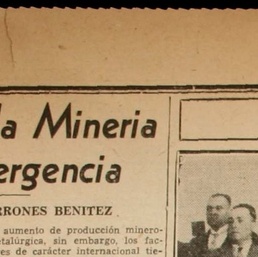 la Mineria
ergencia
RRONES BENITEZ
aumento de producción minero-
etalúrgica, sin embargo, los fac
es de carácter internacional tie-